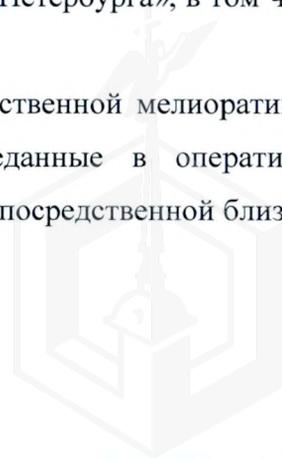 Петербурга», в том ч
ственной мелиорати
еданные в операти
посредственной близ